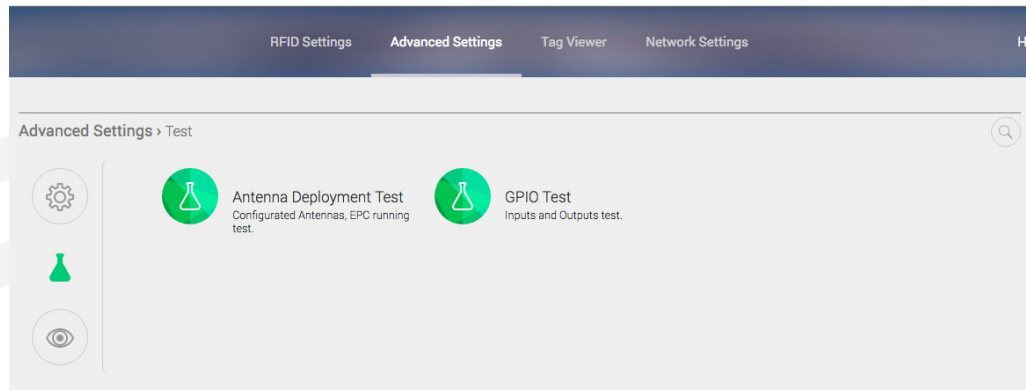 RFID Settings Advanced Settings Tag Viewer Network Settings H
Advanced Settings › Test
Antenna Deployment Test
Configurated Antennas, EPC running
test.
GPIO Test
Inputs and Outputs test.